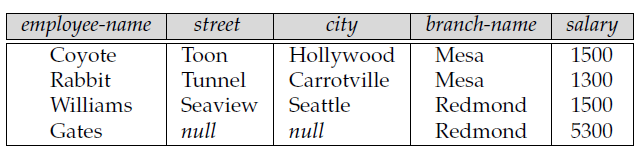 employee-name street city branch-name salary
Coyote Toon Hollywood Mesa 1500
Rabbit Tunnel Carrotville Mesa 1300
Williams Seaview Seattle Redmond 1500
Gates null null Redmond 5300